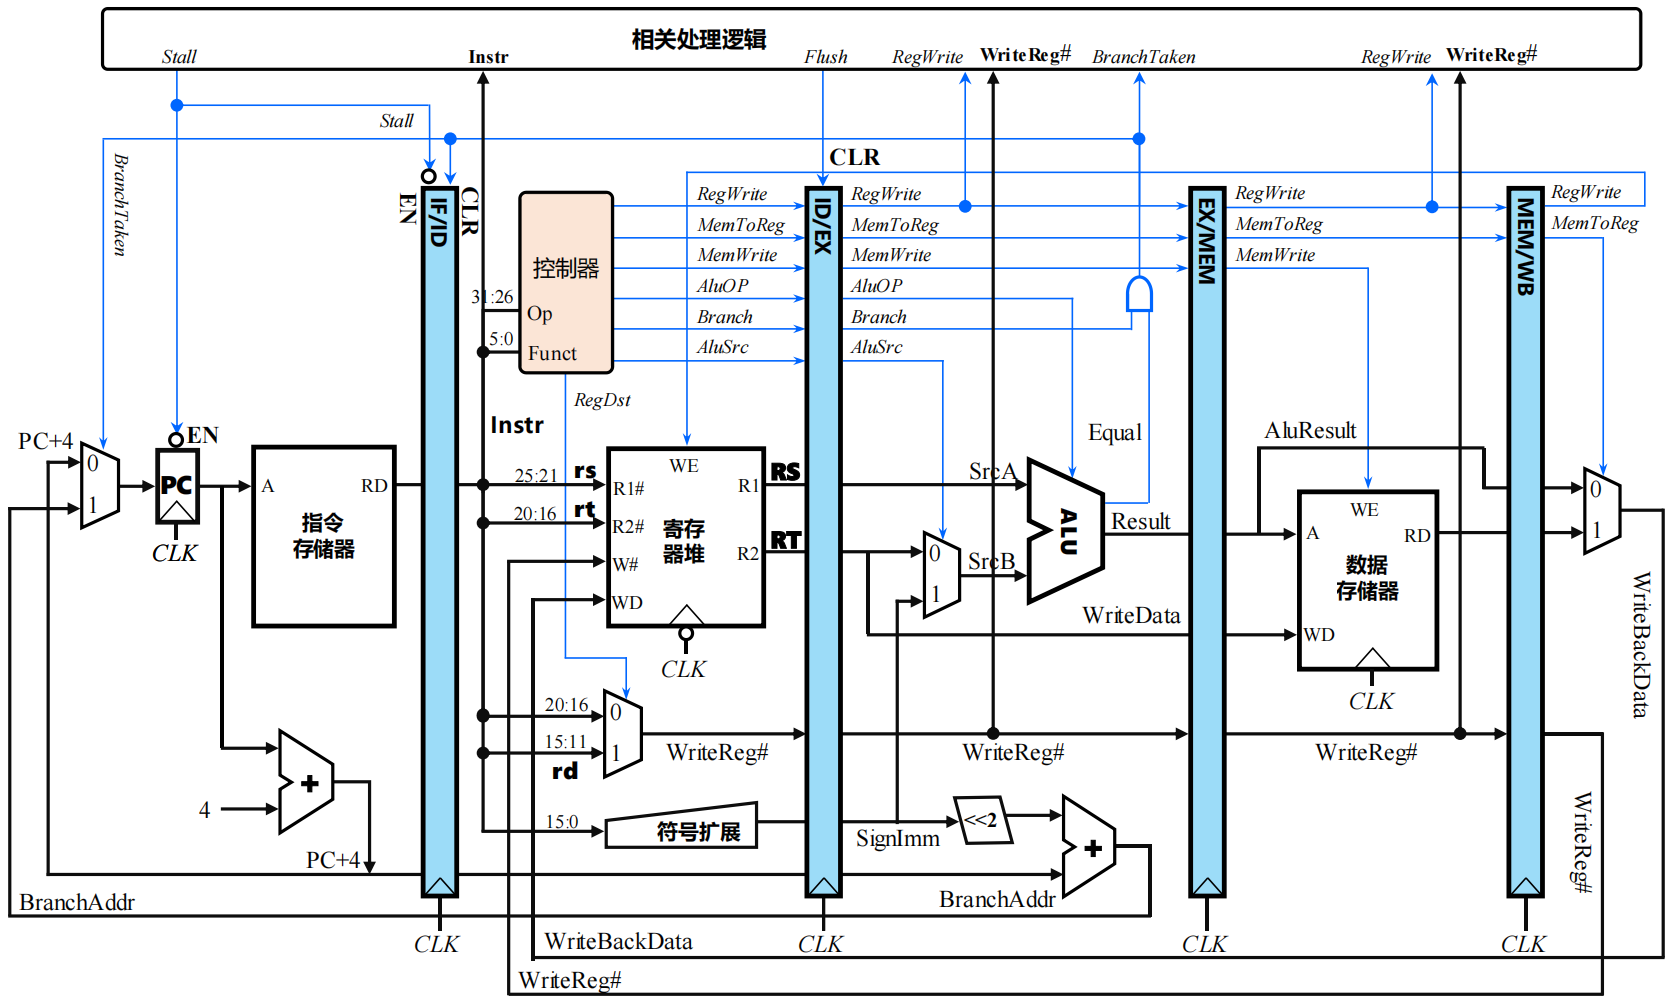 相关处理逻辑
Stall
Instr
Flush
RegWrite
WriteReg#
BranchTaken
RegWrite
WriteReg#
Stall
BranchTaken
CLR
EN
IF/ID
CLR
ID/EX
EX/MEM
MEM/WB
控制器
31:26
Op
5:0
Funct
RegWrite
MemToReg
MemWrite
AluOP
Branch
AluSrc
RegDst
RegWrite
MemToReg
MemWrite
AluOP
Branch
AluSrc
RegWrite
MemToReg
MemWrite
RegWrite
MemToReg
PC+4
0
1
EN
PC
CLK
A
RD
指令
存储器
Instr
25:21
rs
20:16
rt
WE
R1#
R2#
W#
WD
R1
R2
寄存
器堆
CLK
RS
RT
0
1
SrcA
SrcB
ALU
Equal
Result
WriteData
AluResult
WE
A
RD
WD
数据
存储器
CLK
0
1
WriteBackData
20:16
0
15:11
1
rd
WriteReg#
WriteReg#
WriteReg#
WriteReg#
4
+
PC+4
15:0
符号扩展
SignImm
<<2
+
BranchAddr
BranchAddr
CLK
CLK
CLK
CLK
WriteBackData
WriteReg#